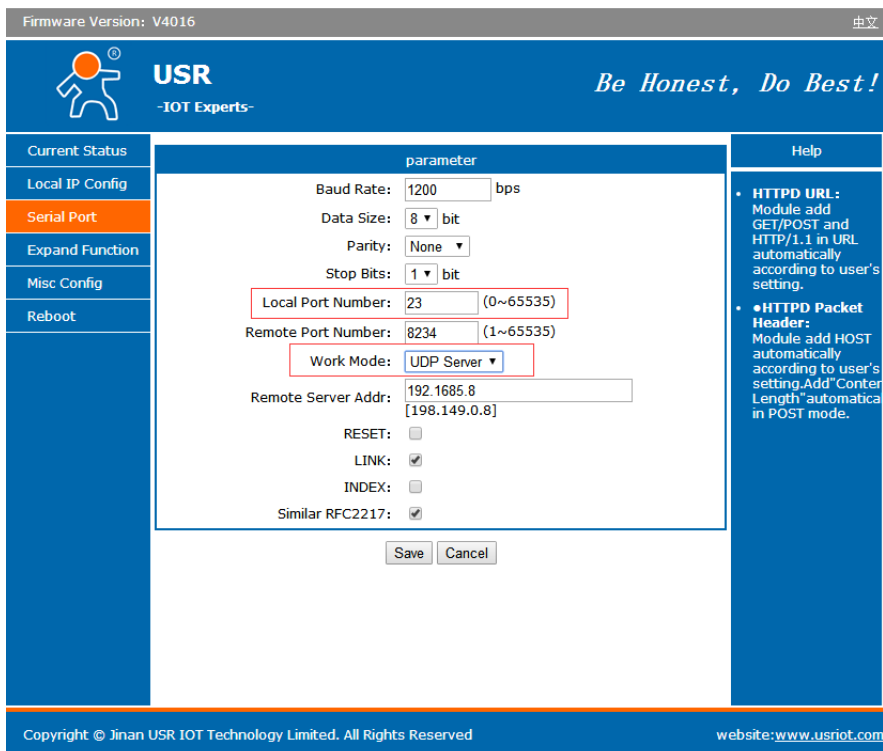 Firmware Version: V4016 中文
USR
-IOT Experts-
Be Honest, Do Best!
Current Status
Local IP Config
Serial Port
Expand Function
Misc Config
Reboot
parameter
Baud Rate: 1200 bps
Data Size: 8 bit
Parity: None
Stop Bits: 1 bit
Local Port Number: 23 (0~65535)
Remote Port Number: 8234 (1~65535)
Work Mode: UDP Server
Remote Server Addr: 192.1685.8
[198.149.0.8]
RESET:
LINK:
INDEX:
Similar RFC2217:
Save Cancel
Help
• HTTPD URL:
Module add
GET/POST and
HTTP/1.1 in URL
automatically
according to user's
setting.
• ●HTTPD Packet
Header:
Module add HOST
automatically
according to user's
setting.Add"Conter
Length"automatica
in POST mode.
Copyright © Jinan USR IOT Technology Limited. All Rights Reserved website:www.usriot.com